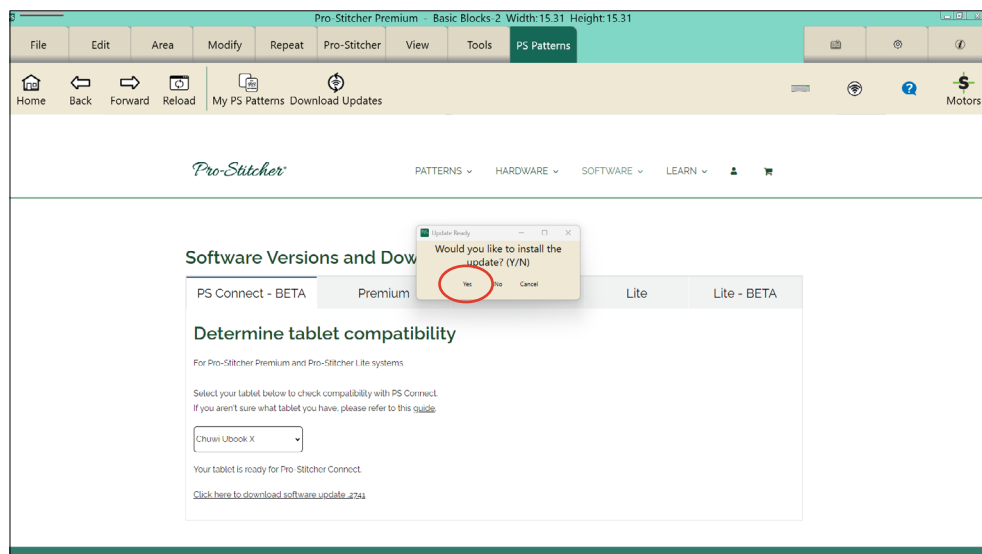 Pro-Stitcher Premium - Basic Blocks-2 Width:15.31 Height:15.31
File Edit Area Modify Repeat Pro-Stitcher View Tools PS Patterns
Home Back Forward Reload My PS Patterns Download Updates Motors
Pro-Stitcher®
PATTERNS HARDWARE SOFTWARE LEARN
Update Ready
Would you like to install the
update? (Y/N)
Yes No Cancel
Software Versions and Dow
PS Connect - BETA Premium Lite Lite - BETA
Determine tablet compatibility
For Pro-Stitcher Premium and Pro-Stitcher Lite systems
Select your tablet below to check compatibility with PS Connect.
If you aren't sure what tablet you have, please refer to this guide.
Chuwi Ubook X
Your tablet is ready for Pro-Stitcher Connect.
Click here to download software update .2741